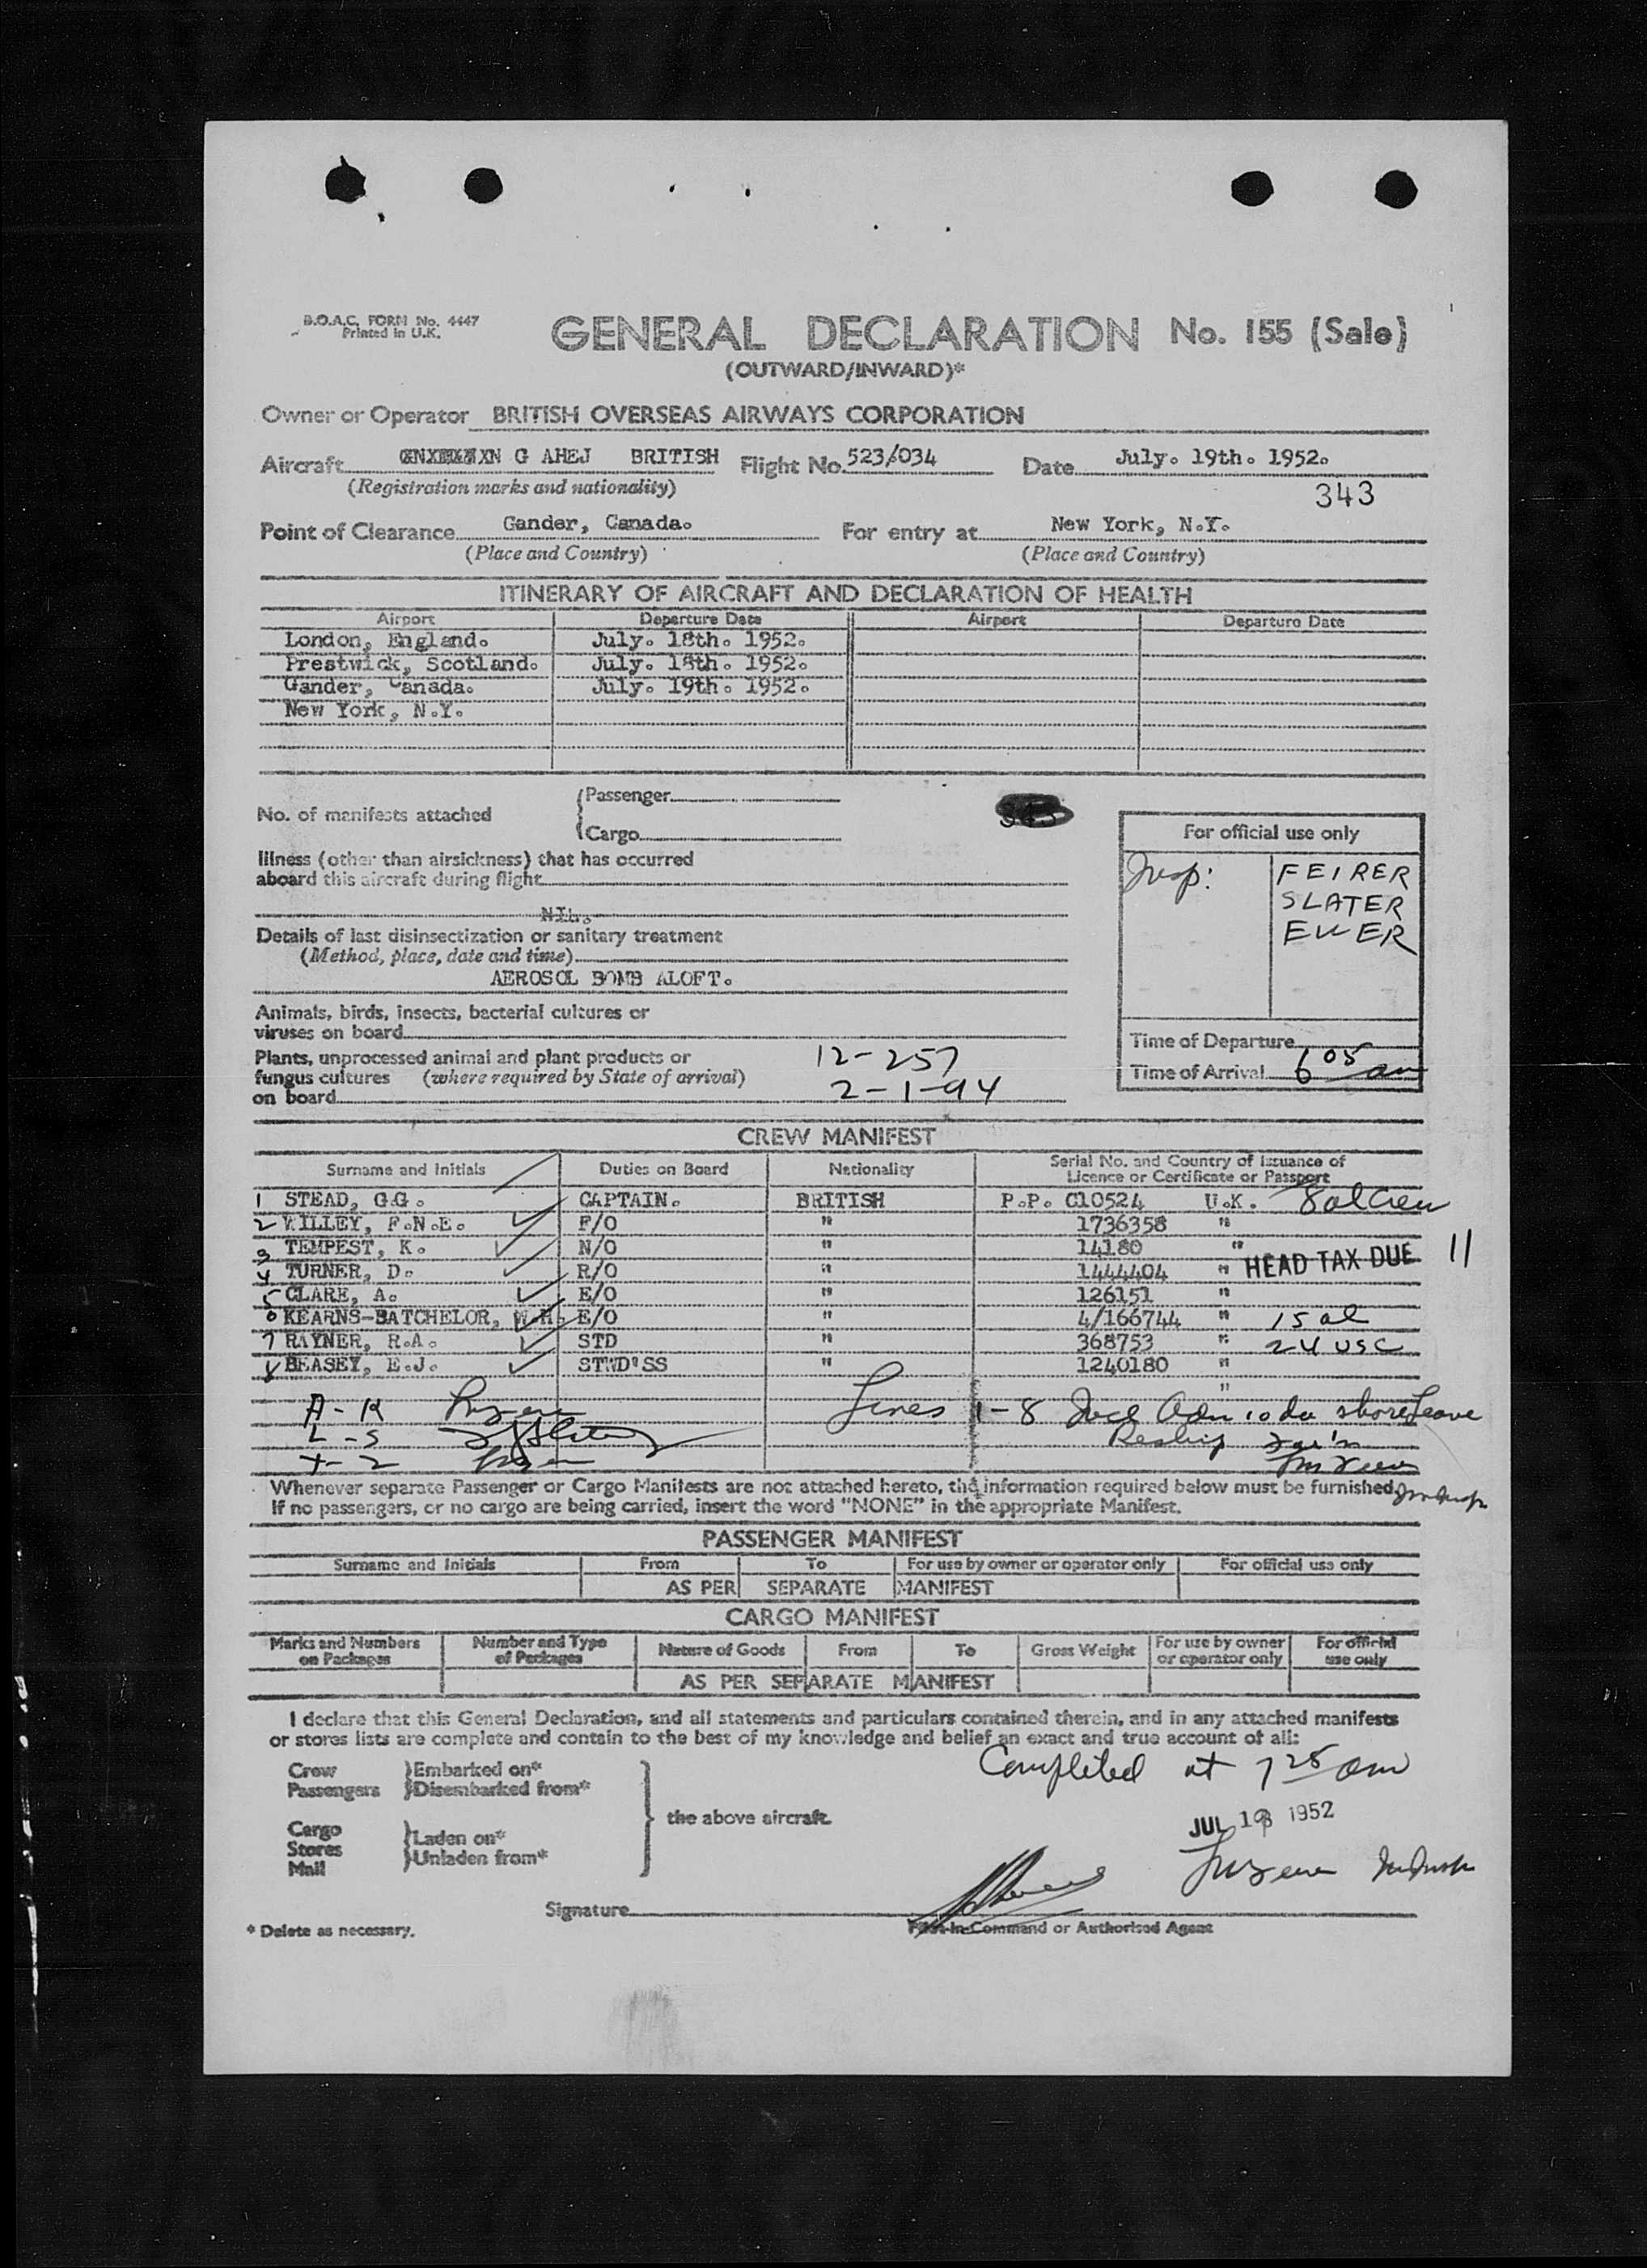 B.O.A.C. FORM No. 4447
Printed in U.K.
GENERAL DECLARATION No. 155 (Sale)
(OUTWARD/INWARD)*
Owner or Operator BRITISH OVERSEAS AIRWAYS CORPORATION
Aircraft G AHEJ BRITISH Flight No. 523/034 Date July. 19th. 1952.
(Registration marks and nationality)
343
Point of Clearance Gander, Canada. For entry at New York, N.Y.
(Place and Country) (Place and Country)
ITINERARY OF AIRCRAFT AND DECLARATION OF HEALTH
Airport Departure Date Airport Departure Date
London, England. July. 18th. 1952.
Prestwick, Scotland. July. 18th. 1952.
Gander, Canada. July. 19th. 1952.
New York, N.Y.
No. of manifests attached
Passenger
Cargo
Illness (other than airsickness) that has occurred
aboard this aircraft during flight
NIL.
Details of last disinsectization or sanitary treatment
(Method, place, date and time)
AEROSOL BOMB ALOFT.
Animals, birds, insects, bacterial cultures or
viruses on board
Plants, unprocessed animal and plant products or
fungus cultures (where required by State of arrival)
on board
12-257
2-1-94
For official use only
Insp: FEIRER
SLATER
EWER
Time of Departure
Time of Arrival 6 05 am
CREW MANIFEST
Surname and Initials Duties on Board Nationality Serial No. and Country of Issuance of
Licence or Certificate or Passport
1 STEAD, G.G. CAPTAIN. BRITISH P.P. C10524 U.K. 8 al Crew
2 WILLEY, F.N.E. F/O " 1736358 "
3 TEMPEST, K. N/O " 14180 "
HEAD TAX DUE 11
4 TURNER, D. R/O " 1444404 "
5 CLARE, A. E/O " 126151 "
6 KEARNS-BATCHELOR, W.H. E/O " 4/166744 " 15 al
7 RAYNER, R.A. STD " 368753 " 24 USC
8 BEASEY, E.J. STWD'SS " 1240180 "
"
A-K Lines 1-8 Incl Adm 10 da shore leave
L-S
T-Z
Whenever separate Passenger or Cargo Manifests are not attached hereto, the information required below must be furnished.
If no passengers, or no cargo are being carried, insert the word "NONE" in the appropriate Manifest.
PASSENGER MANIFEST
Surname and Initials From To For use by owner or operator only For official use only
AS PER SEPARATE MANIFEST
CARGO MANIFEST
Marks and Numbers on Packages Number and Type of Packages Nature of Goods From To Gross Weight For use by owner or operator only For official use only
AS PER SEPARATE MANIFEST
I declare that this General Declaration, and all statements and particulars contained therein, and in any attached manifests
or stores lists are complete and contain to the best of my knowledge and belief an exact and true account of all:
Completed at 7 25 am
Crew Embarked on*
Passengers Disembarked from*
the above aircraft.
Cargo
Stores Laden on*
Mail Unladen from*
JUL 19 1952
Signature
Pilot-in-Command or Authorised Agent
* Delete as necessary.